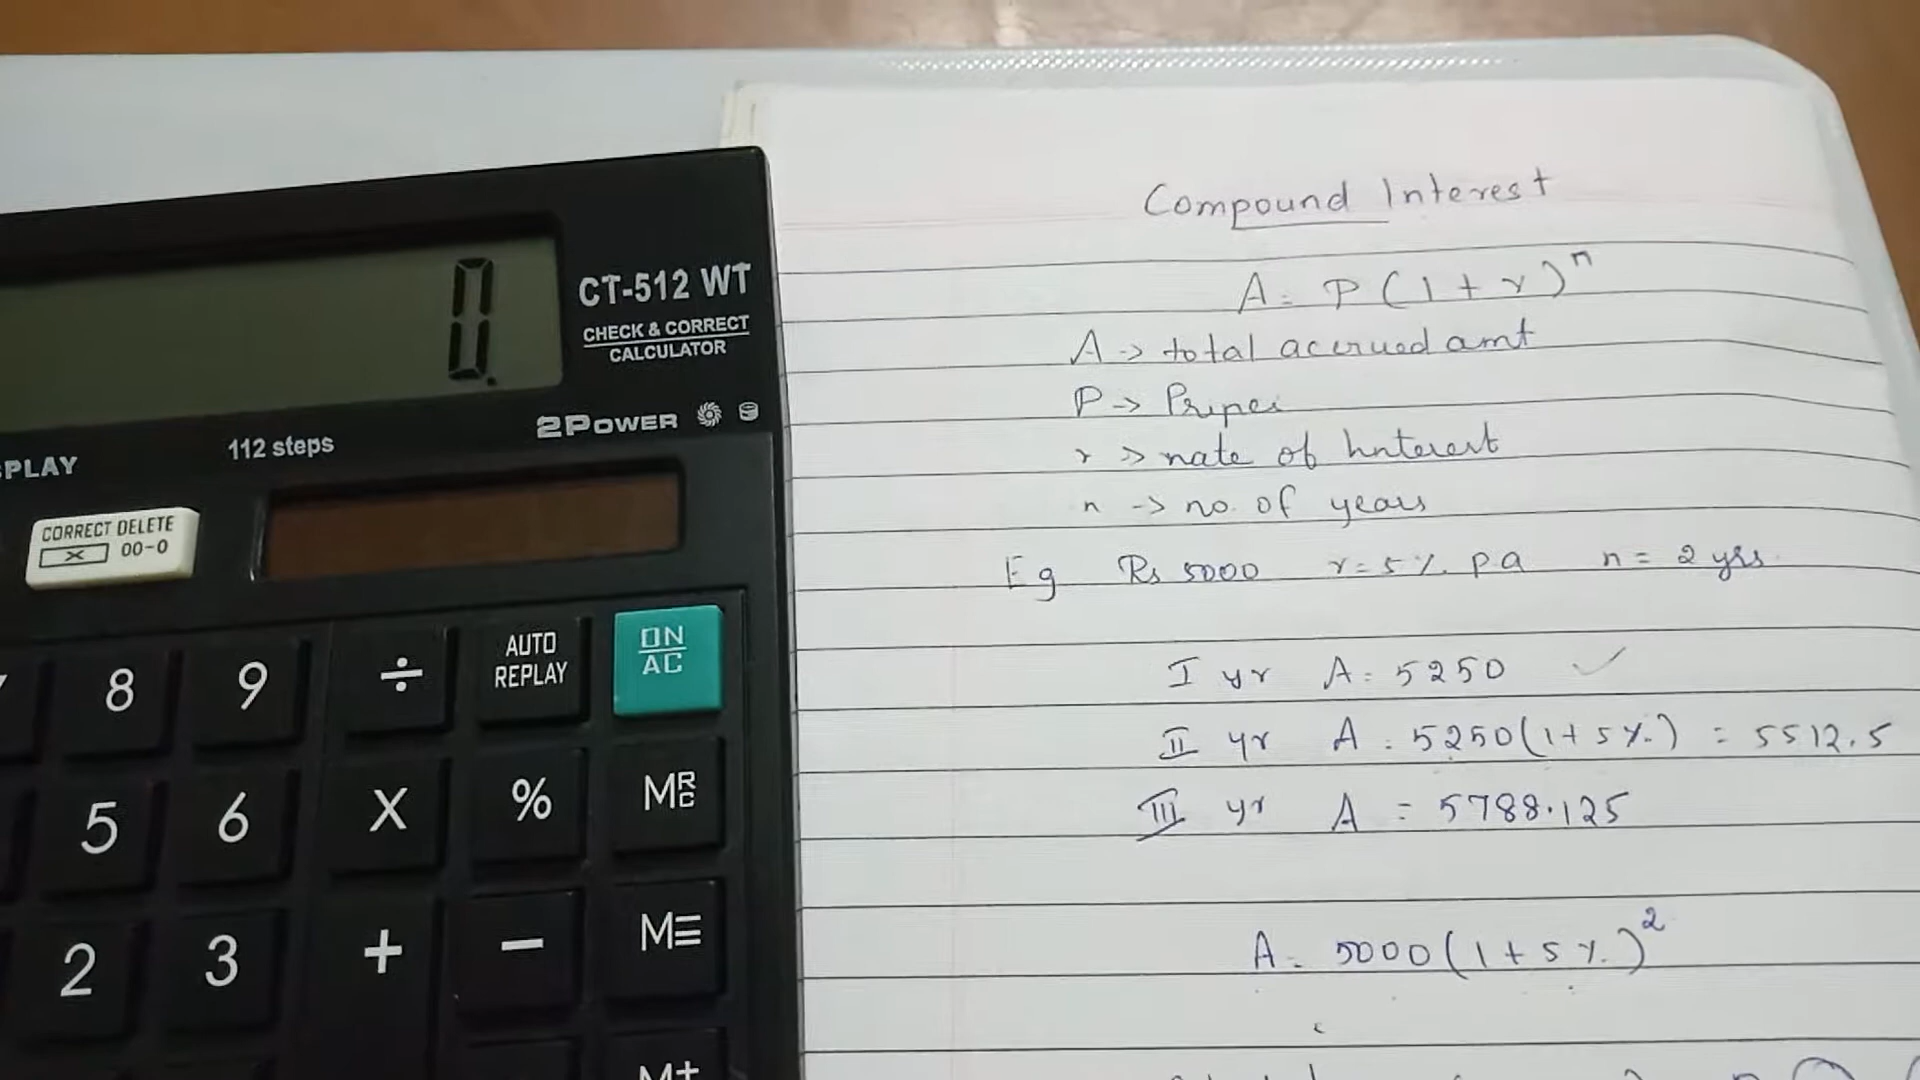 0.
CT-512 WT
CHECK & CORRECT
CALCULATOR
2POWER
112 steps
PLAY
CORRECT DELETE
X 00-0
8 9 ÷ AUTO REPLAY ON/AC
5 6 X % MRC
2 3 + − M=
M+
Compound Interest
A = P(1+r)ⁿ
A -> total accrued amt
P ->
r -> rate of Interest
n -> no. of years
Eg Rs 5000 r=5% pa n = 2 yrs.
I yr A = 5250 ✓
II yr A = 5250(1+5%) = 5512.5
III yr A = 5788.125
A = 5000(1+5%)²